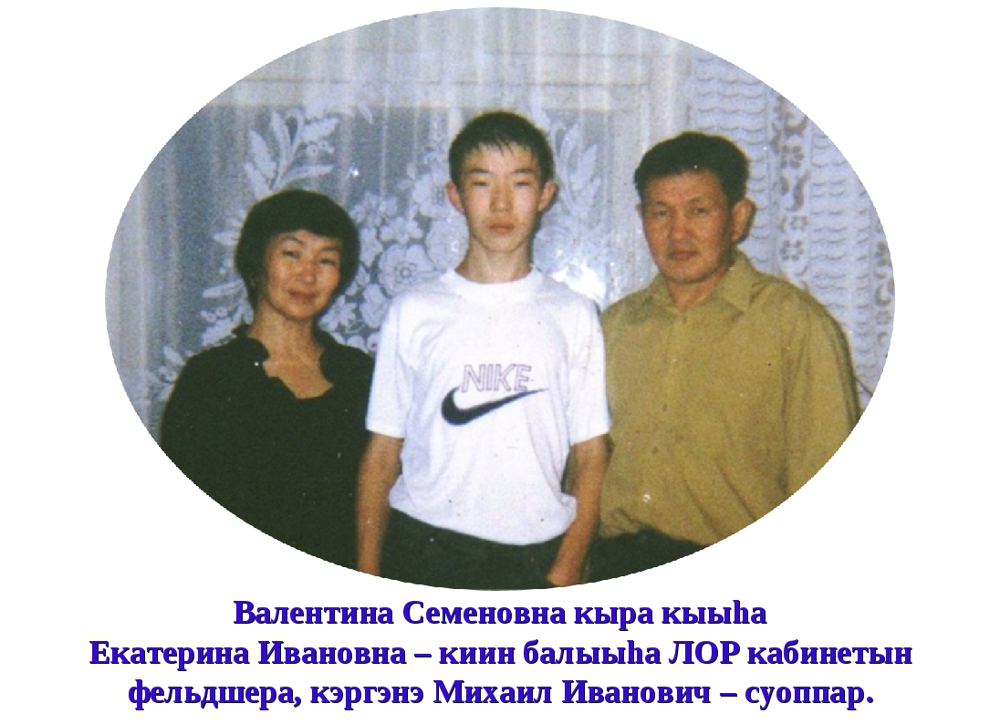 NIKE
Валентина Семеновна кыра кыыһа
Екатерина Ивановна – киин балыыһа ЛОР кабинетын
фельдшера, кэргэнэ Михаил Иванович – суоппар.